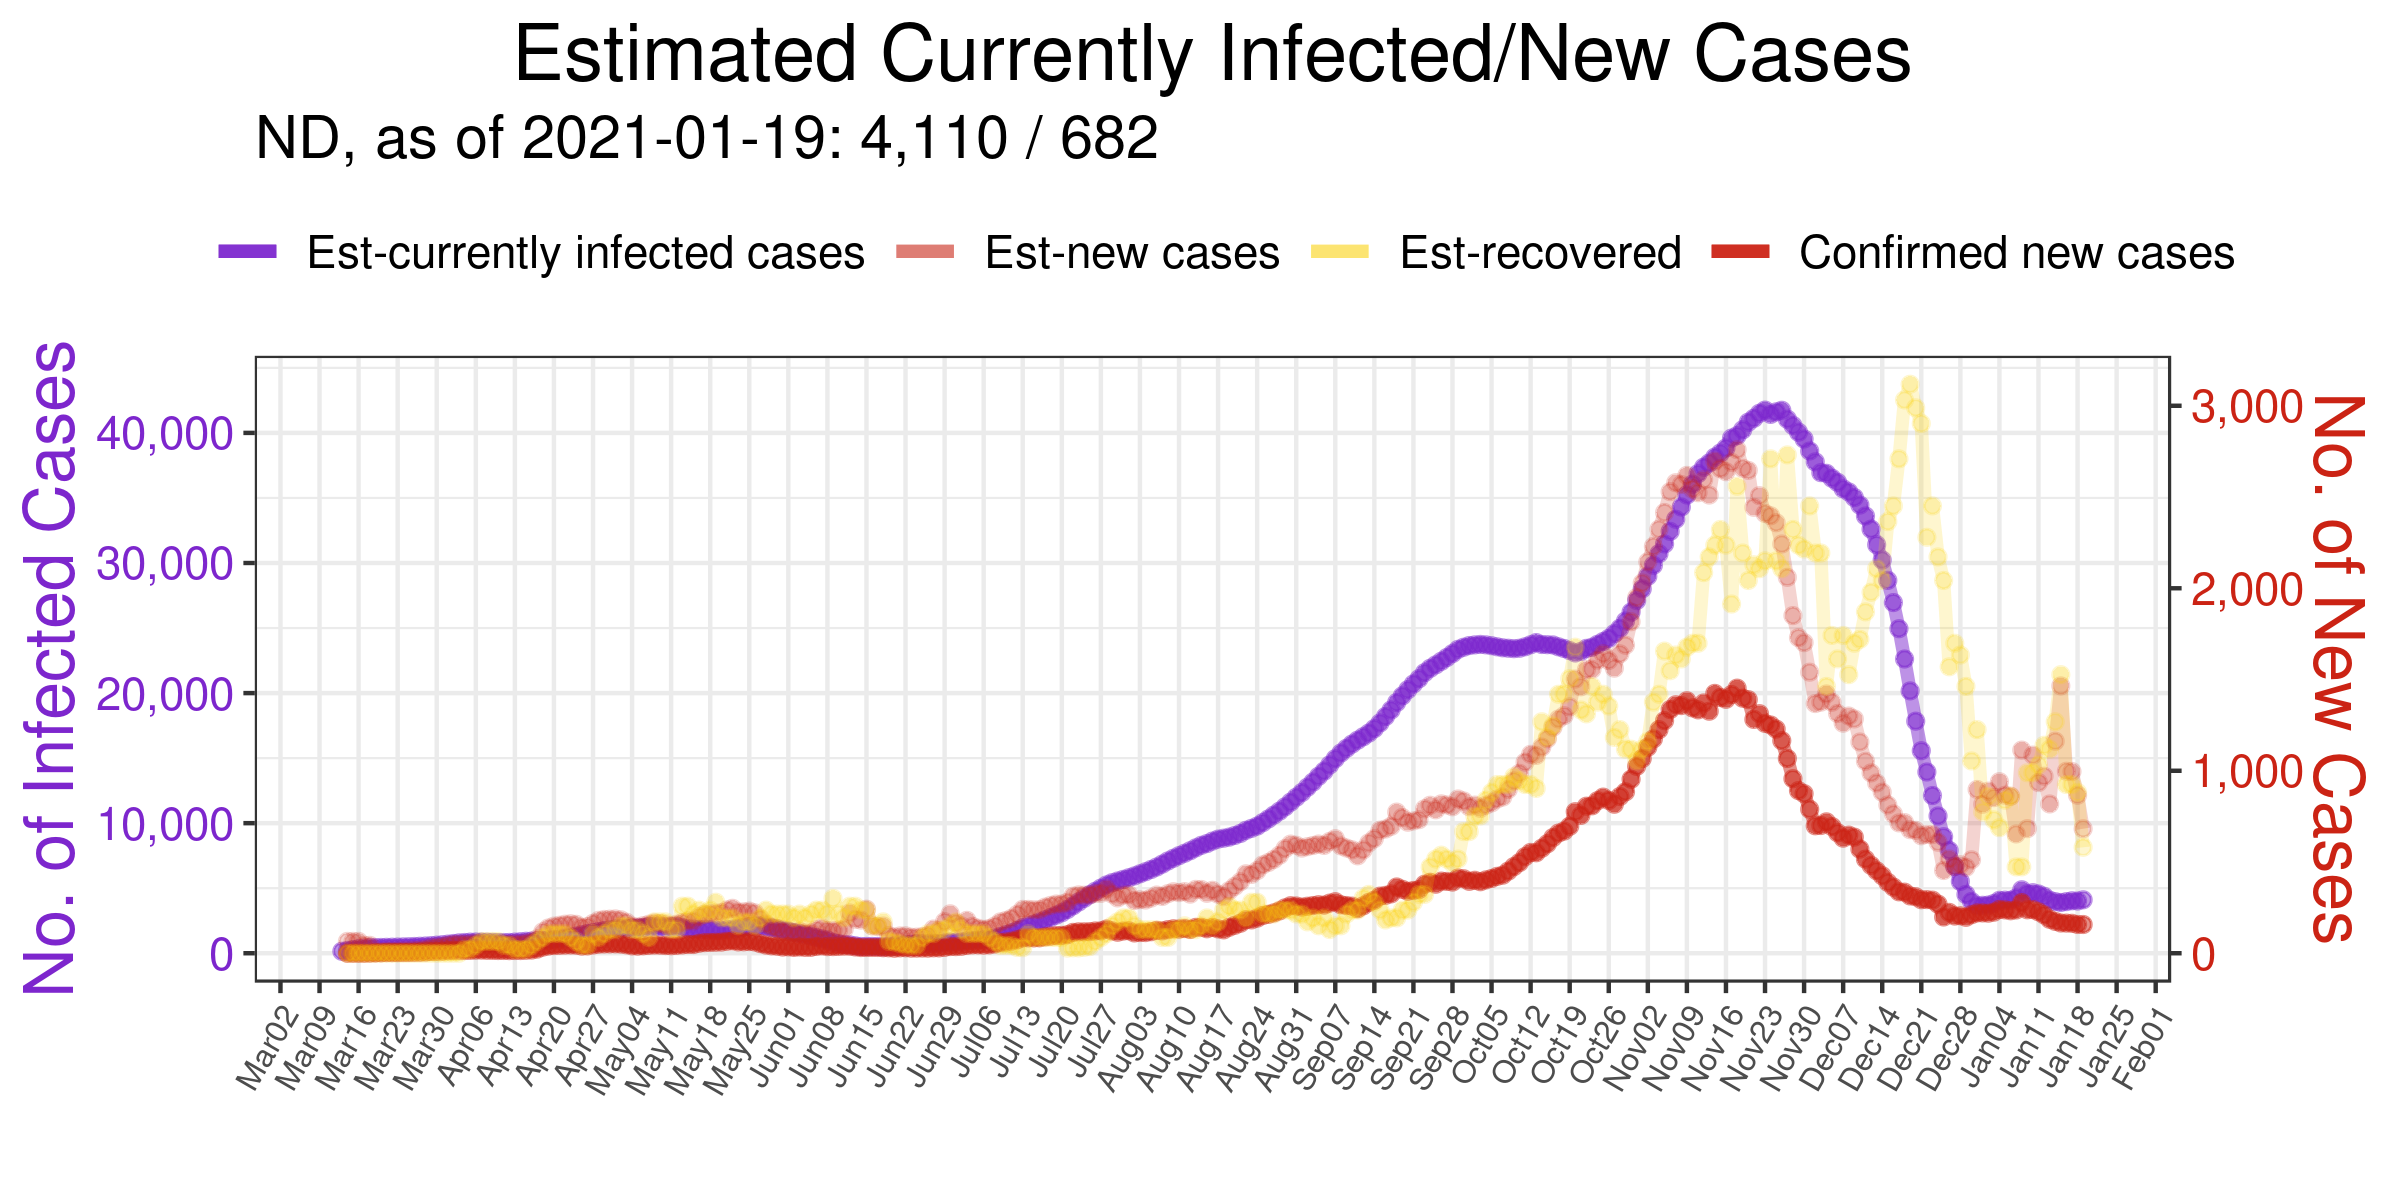 Estimated Currently Infected/New Cases
ND, as of 2021-01-19: 4,110 / 682
Est-currently infected cases Est-new cases Est-recovered Confirmed new cases
No. of Infected Cases
40,000
30,000
20,000
10,000
0
3,000
2,000
1,000
0
No. of New Cases
Mar02 Mar09 Mar16 Mar23 Mar30 Apr06 Apr13 Apr20 Apr27 May04 May11 May18 May25 Jun01 Jun08 Jun15 Jun22 Jun29 Jul06 Jul13 Jul20 Jul27 Aug03 Aug10 Aug17 Aug24 Aug31 Sep07 Sep14 Sep21 Sep28 Oct05 Oct12 Oct19 Oct26 Nov02 Nov09 Nov16 Nov23 Nov30 Dec07 Dec14 Dec21 Dec28 Jan04 Jan11 Jan18 Jan25 Feb01